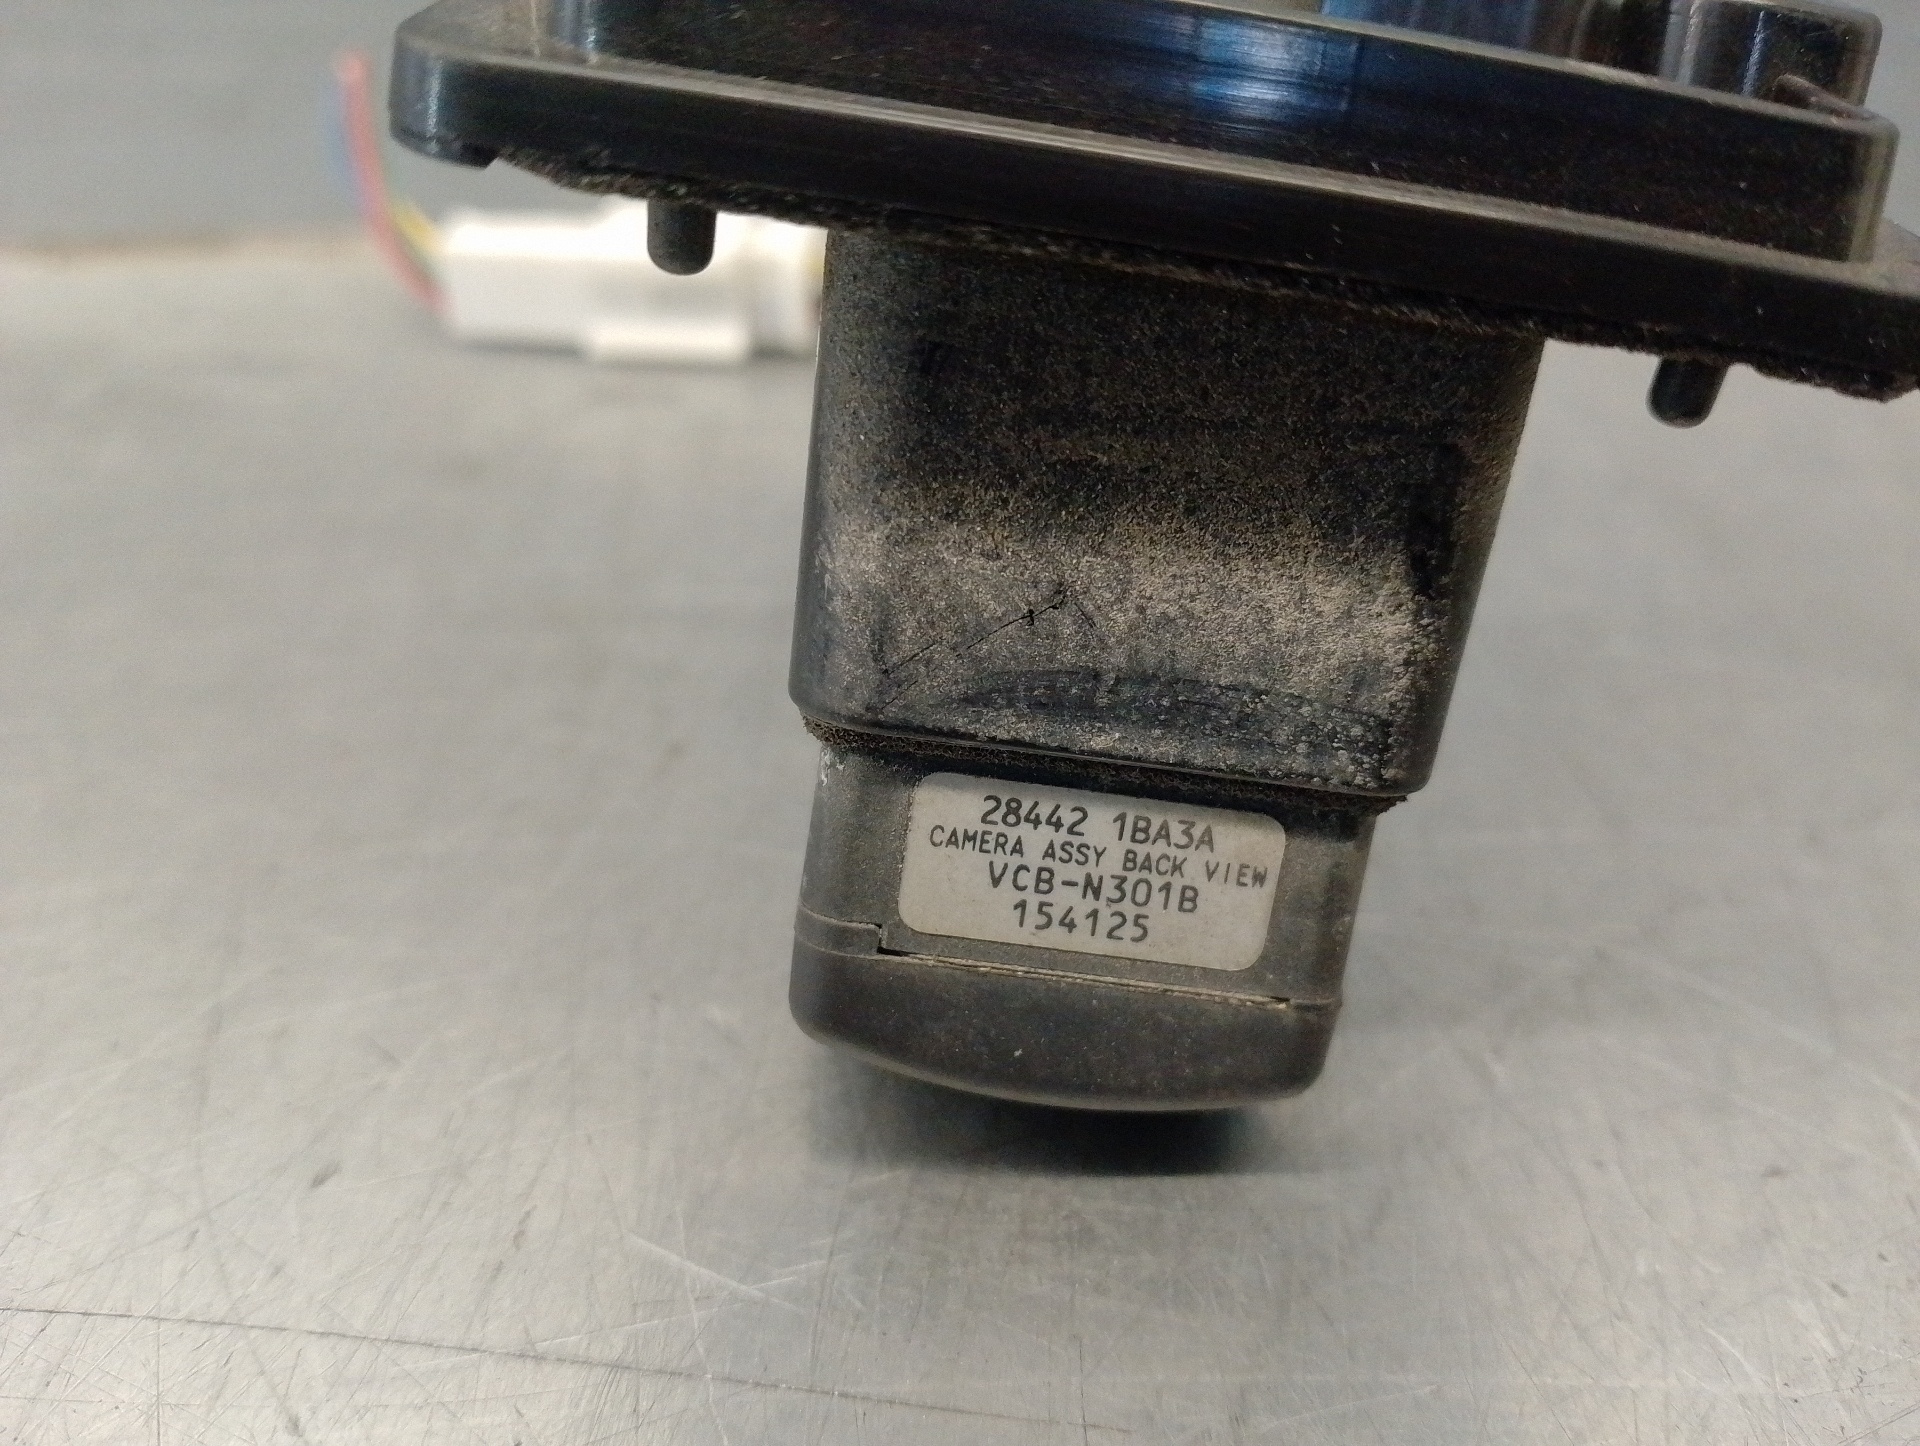 28442 1BA3A
CAMERA ASSY BACK VIEW
VCB-N301B
154125